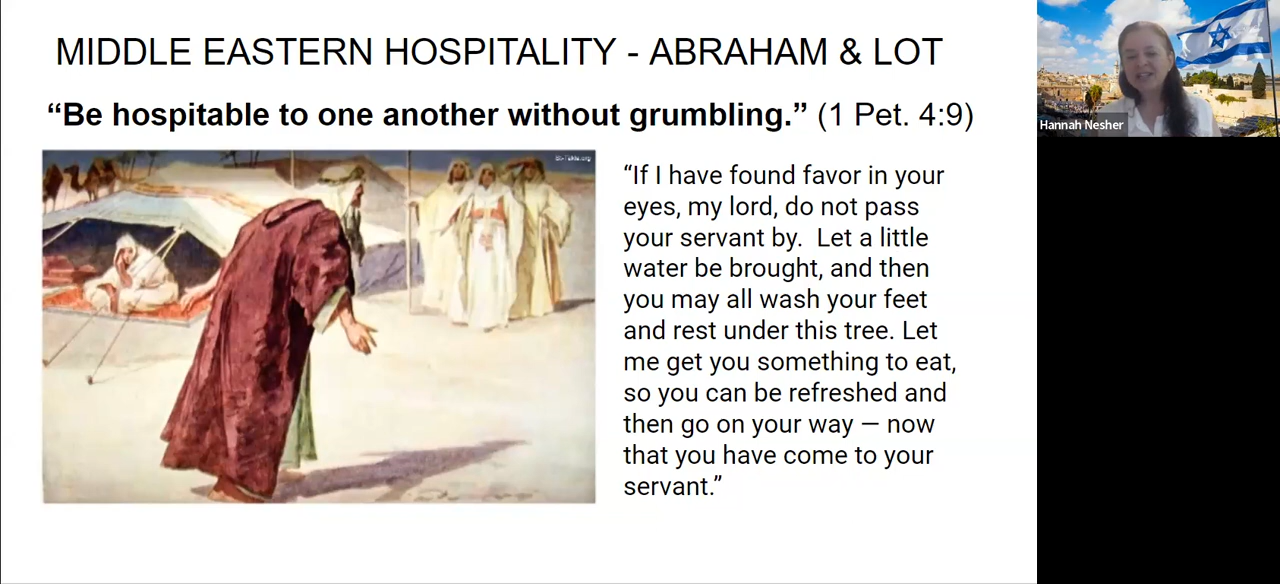 MIDDLE EASTERN HOSPITALITY - ABRAHAM & LOT
“Be hospitable to one another without grumbling.” (1 Pet. 4:9)
“If I have found favor in your
eyes, my lord, do not pass
your servant by.  Let a little
water be brought, and then
you may all wash your feet
and rest under this tree. Let
me get you something to eat,
so you can be refreshed and
then go on your way — now
that you have come to your
servant.”
Hannah Nesher